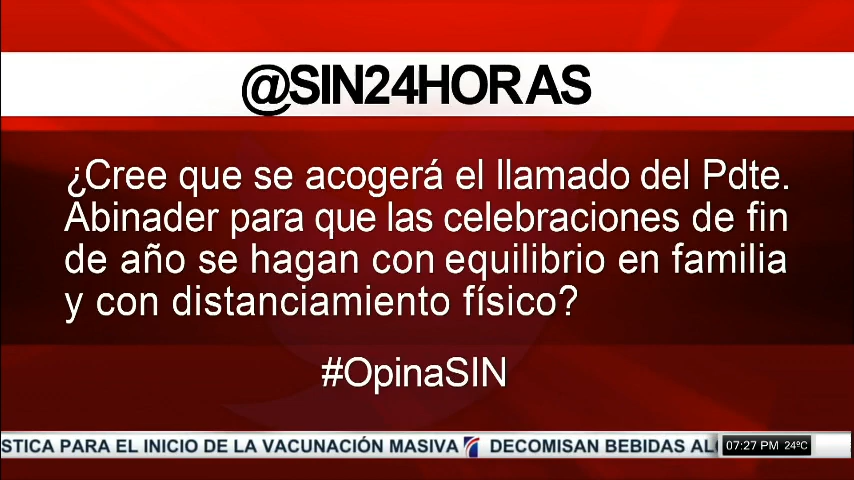 @SIN24HORAS
¿Cree que se acogerá el llamado del Pdte.
Abinader para que las celebraciones de fin
de año se hagan con equilibrio en familia
y con distanciamiento físico?
#OpinaSIN
PARA EL INICIO DE LA VACUNACIÓN MASIVA DECOMISAN BEBIDAS 07:27 PM 24ºC